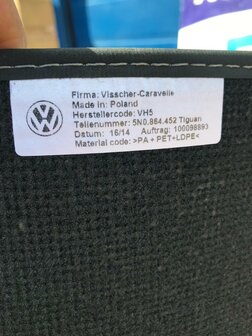 Firma: Visscher-Caravelle
Made in: Poland
Herstellercode: VH5
Teilenummer: 5N0.864.452 Tiguan
Datum: 16/14 Auftrag: 100098893
Material code: >PA + PET+LDPE<